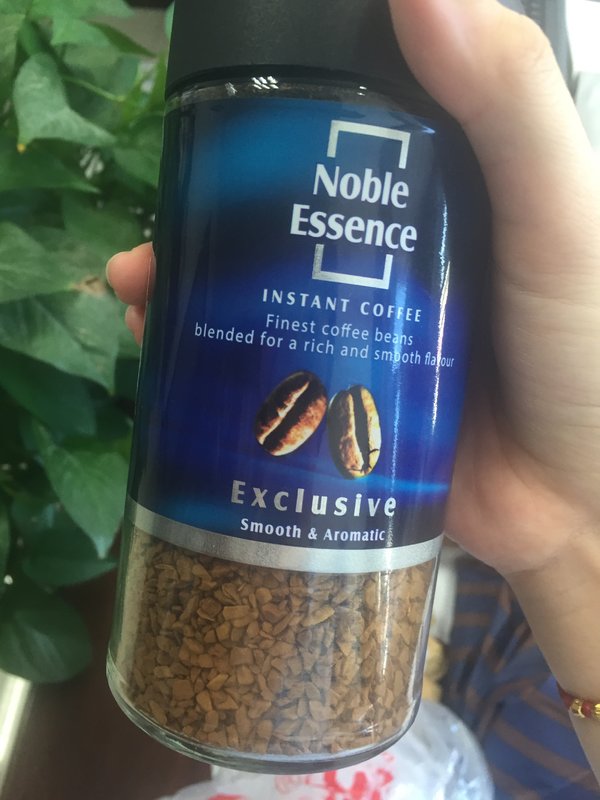 Noble
Essence
INSTANT COFFEE
Finest coffee beans
blended for a rich and smooth flavour
Exclusive
Smooth & Aromatic